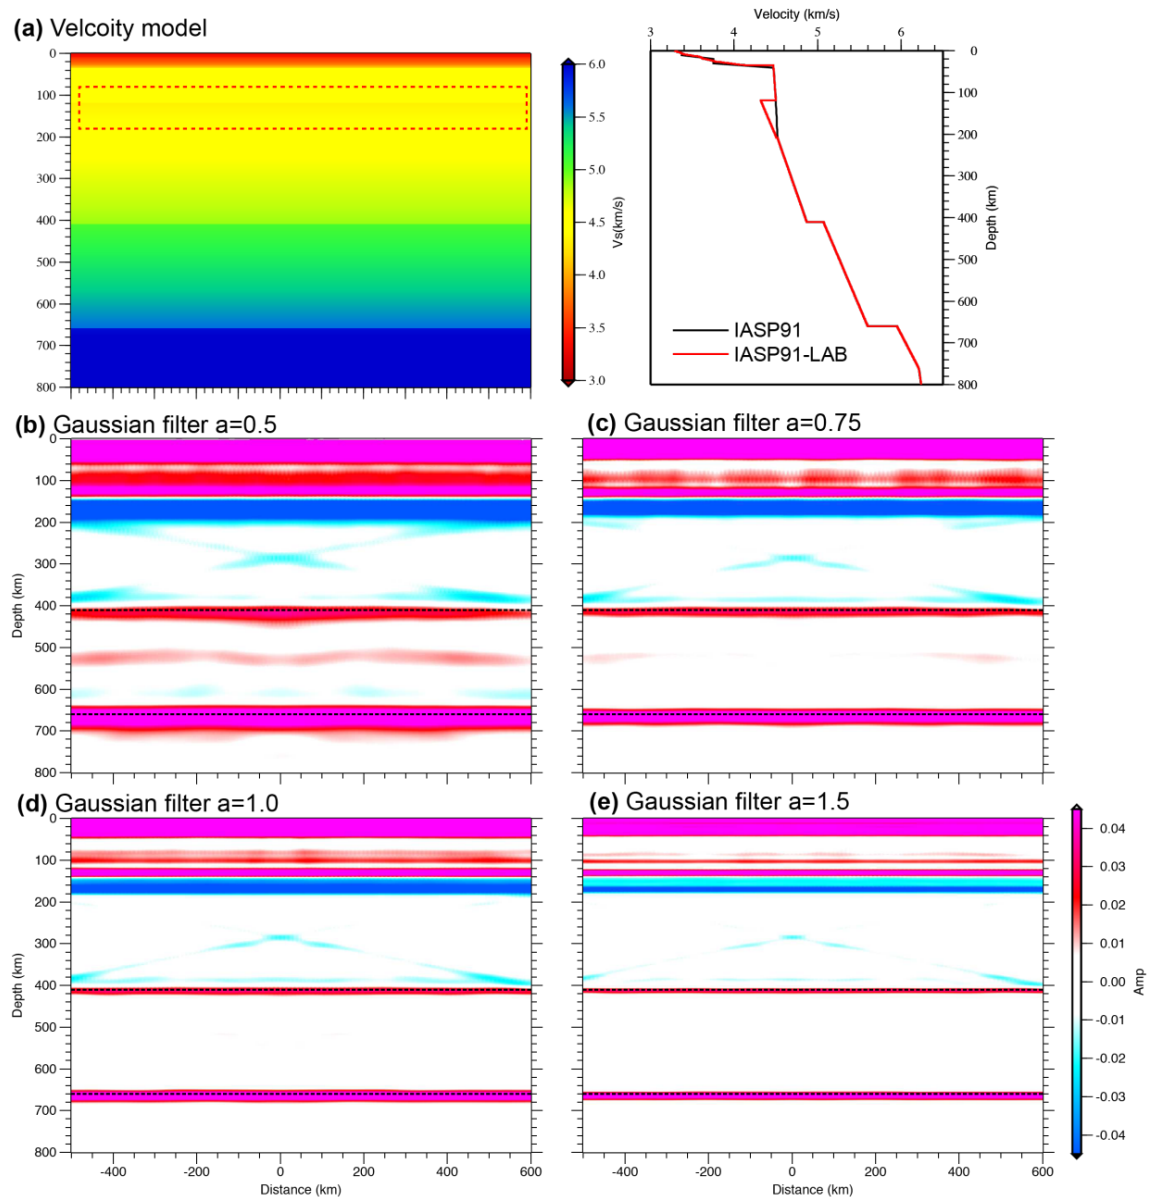 (a) Velcoity model
0
100
200
300
400
500
600
700
800
6.0
5.5
5.0
4.5
4.0
3.5
3.0
Vs(km/s)
Velocity (km/s)
3 4 5 6
0
100
200
300
400
500
600
700
800
Depth (km)
IASP91
IASP91-LAB
(b) Gaussian filter a=0.5
0
100
200
300
400
500
600
700
800
Depth (km)
(c) Gaussian filter a=0.75
(d) Gaussian filter a=1.0
0
100
200
300
400
500
600
700
800
Depth (km)
-400 -200 0 200 400 600
Distance (km)
(e) Gaussian filter a=1.5
-400 -200 0 200 400 600
Distance (km)
0.04
0.03
0.02
0.01
0.00
-0.01
-0.02
-0.03
-0.04
Amp